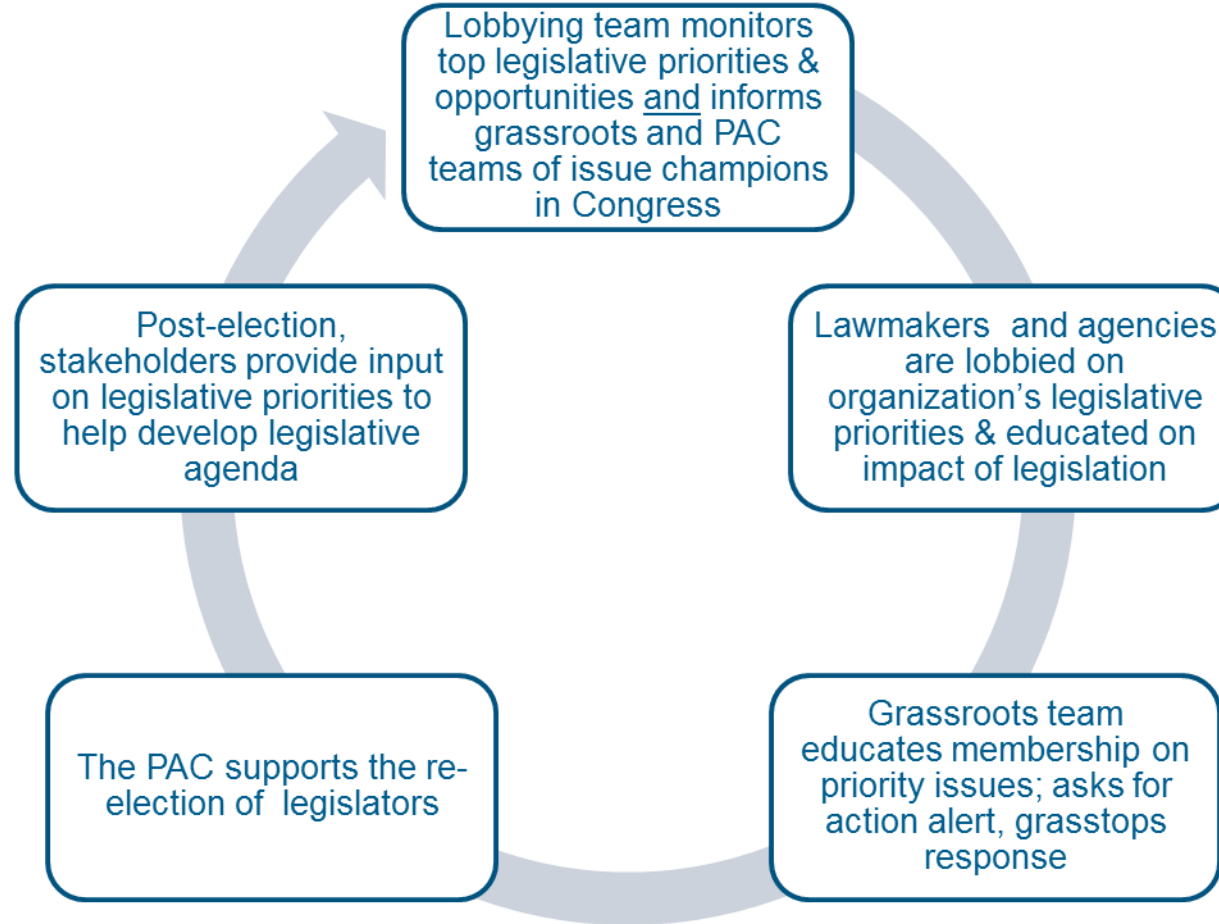 Lobbying team monitors
top legislative priorities &
opportunities and informs
grassroots and PAC
teams of issue champions
in Congress
Lawmakers and agencies
are lobbied on
organization's legislative
priorities & educated on
impact of legislation
Grassroots team
educates membership on
priority issues; asks for
action alert, grasstops
response
The PAC supports the re-
election of legislators
Post-election,
stakeholders provide input
on legislative priorities to
help develop legislative
agenda